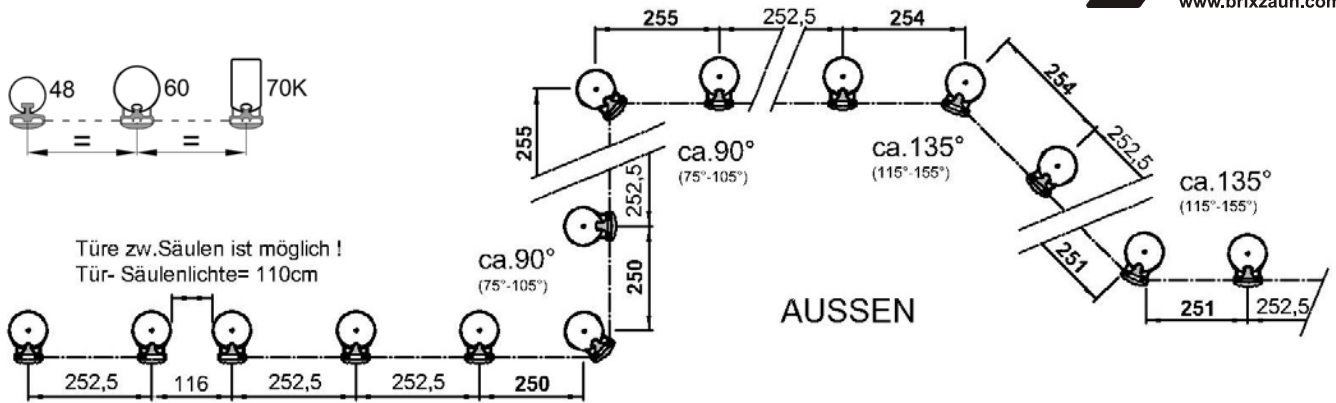 www.brixzaun.com
255 252,5 254
48 60 70K
= =
254
255
ca.90°
(75°-105°)
ca.135°
(115°-155°)
252,5
252,5
ca.135°
(115°-155°)
Türe zw.Säulen ist möglich !
Tür- Säulenlichte= 110cm
ca.90°
(75°-105°)
250
251
AUSSEN
251 252,5
252,5 116 252,5 252,5 250